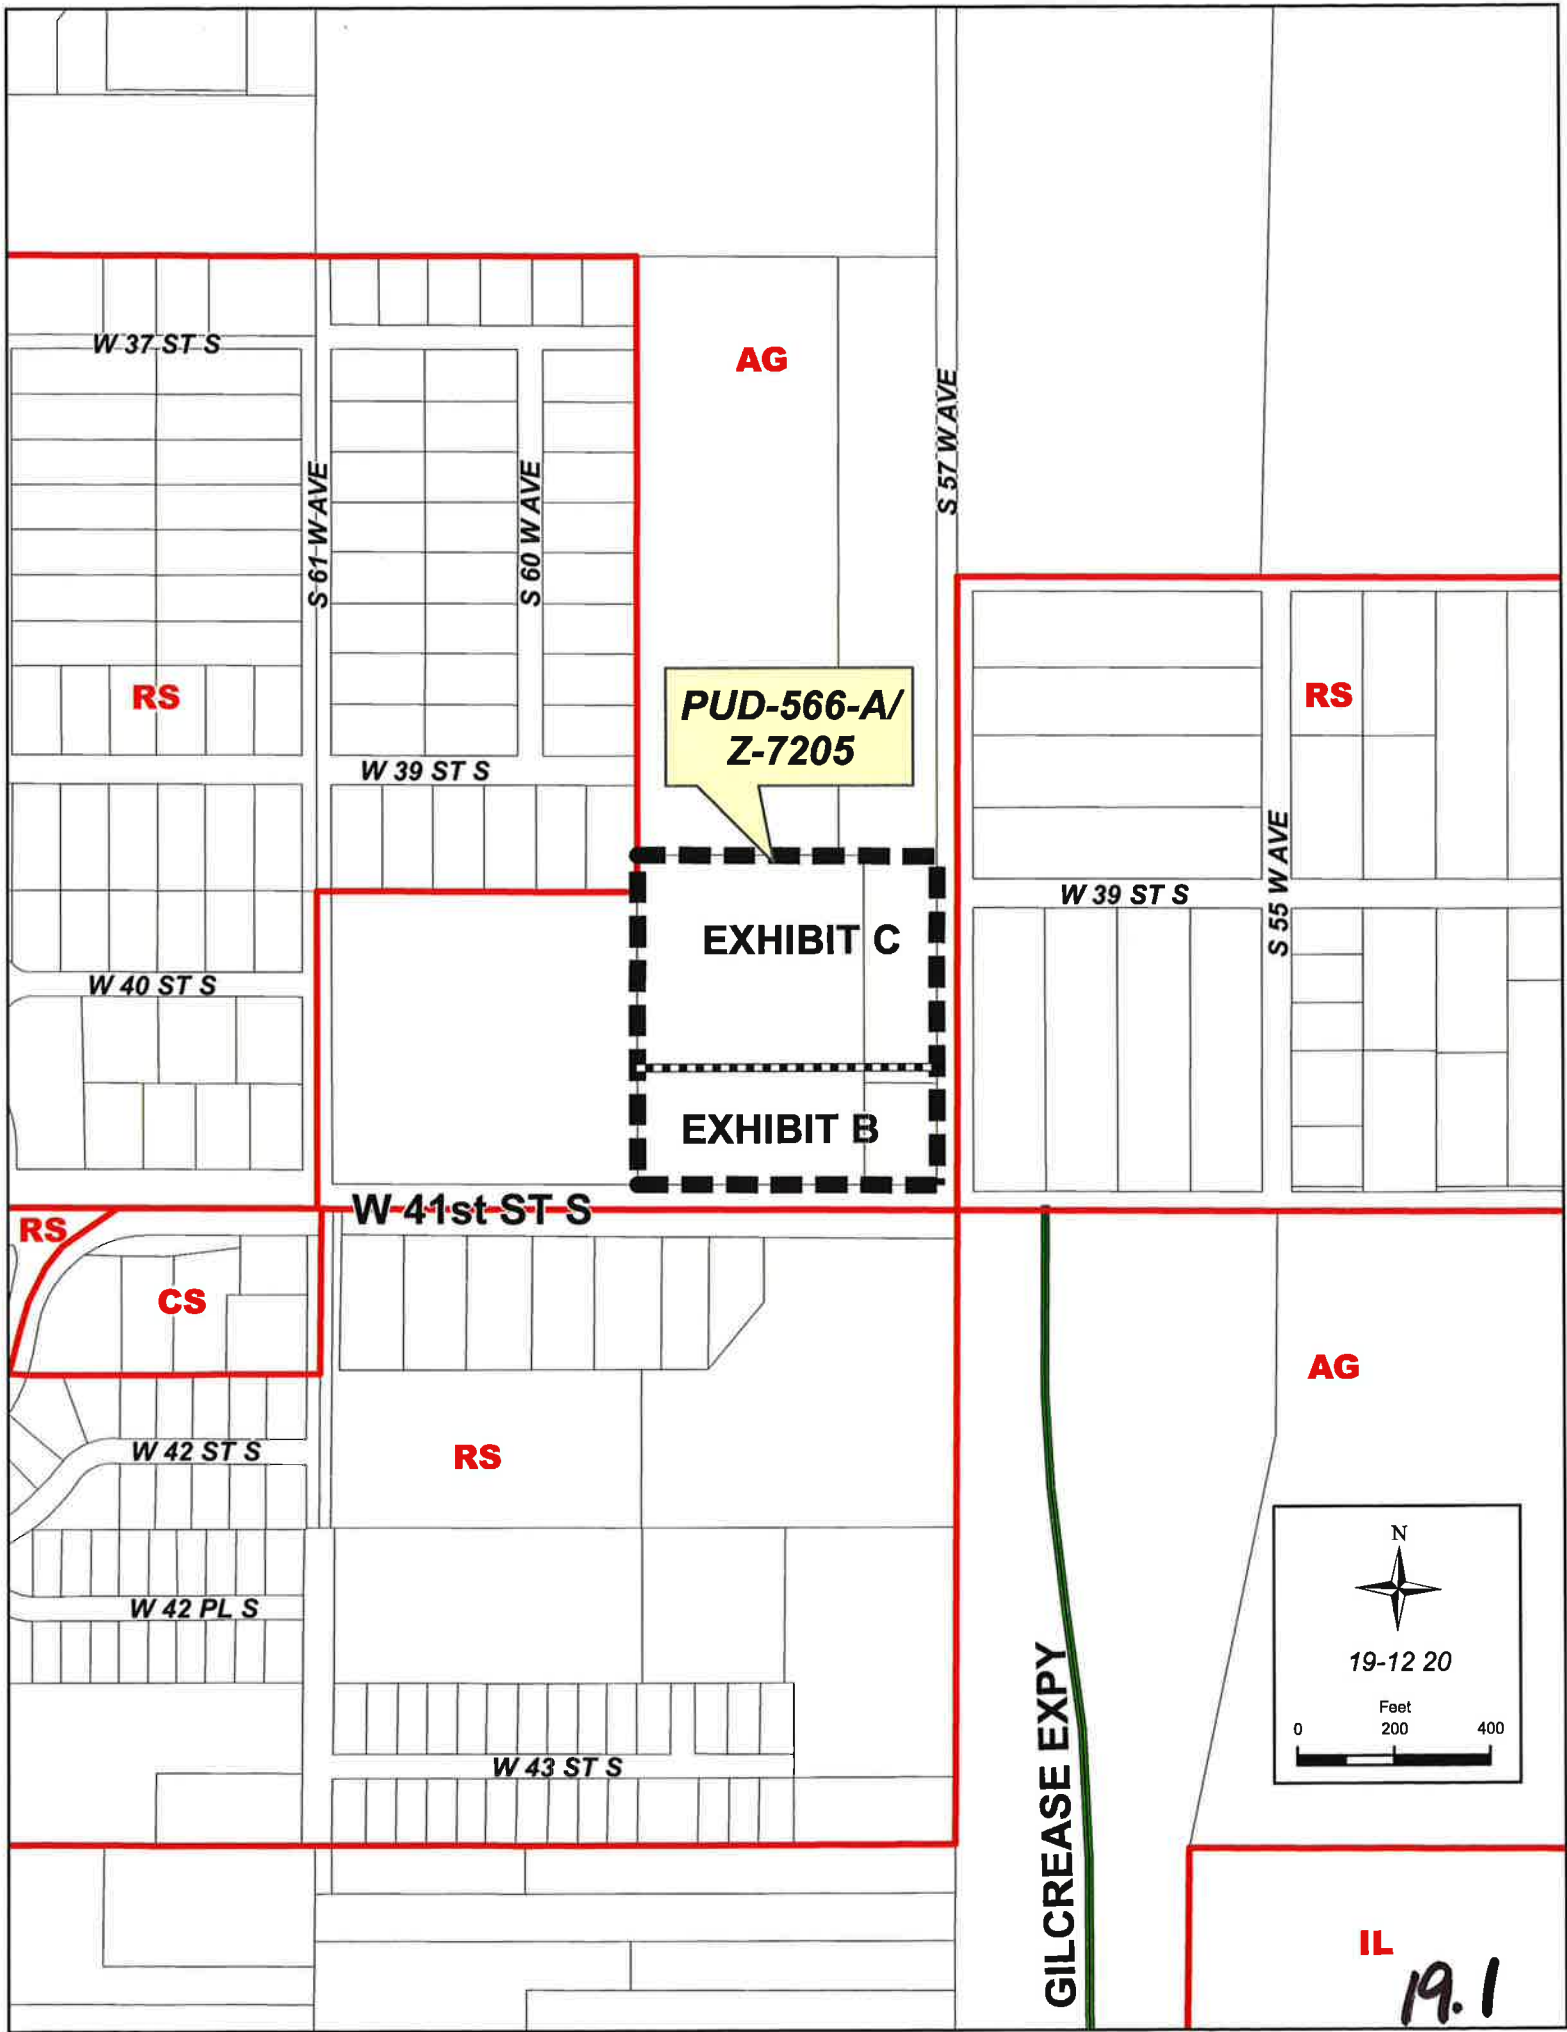 W 37 ST S
AG
S 57 W AVE
S 61 W AVE
S 60 W AVE
RS
PUD-566-A/
Z-7205
RS
W 39 ST S
S 55 W AVE
W 39 ST S
EXHIBIT C
W 40 ST S
EXHIBIT B
W 41st ST S
RS
CS
AG
W 42 ST S
RS
N
W 42 PL S
19-12 20
Feet
0 200 400
GILCREASE EXPY
W 43 ST S
IL
19.1